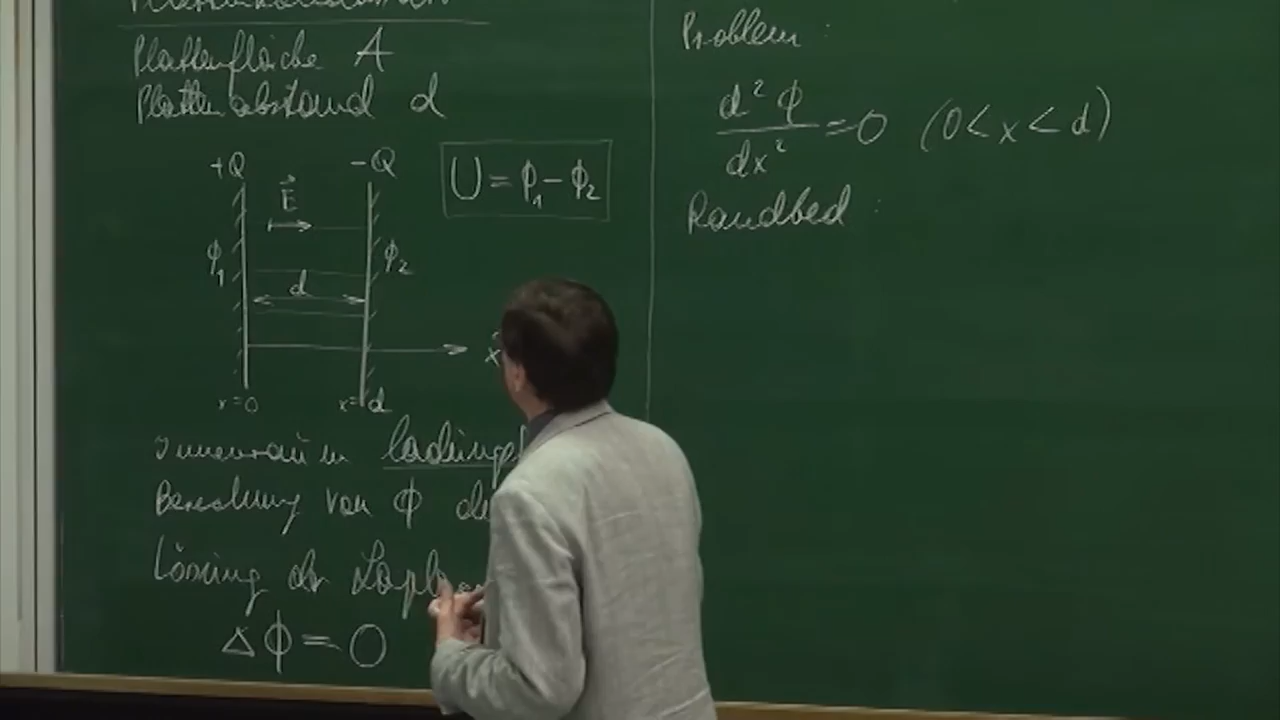 Plattenfläche A
Plattenabstand d
+Q
-Q
E⃗
U = ϕ₁ - ϕ₂
ϕ₁
ϕ₂
d
x
x=0
x=d
Innenraum
Berechnung von ϕ
Lösung der
Δϕ = 0
Problem:
d²ϕ/dx² = 0 (0 < x < d)
Randbed: